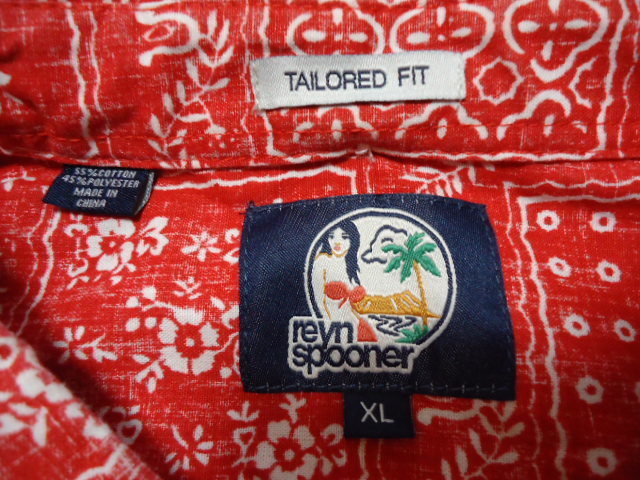 TAILORED FIT
55% COTTON
45% POLYESTER
MADE IN
CHINA
reyn
spooner
XL